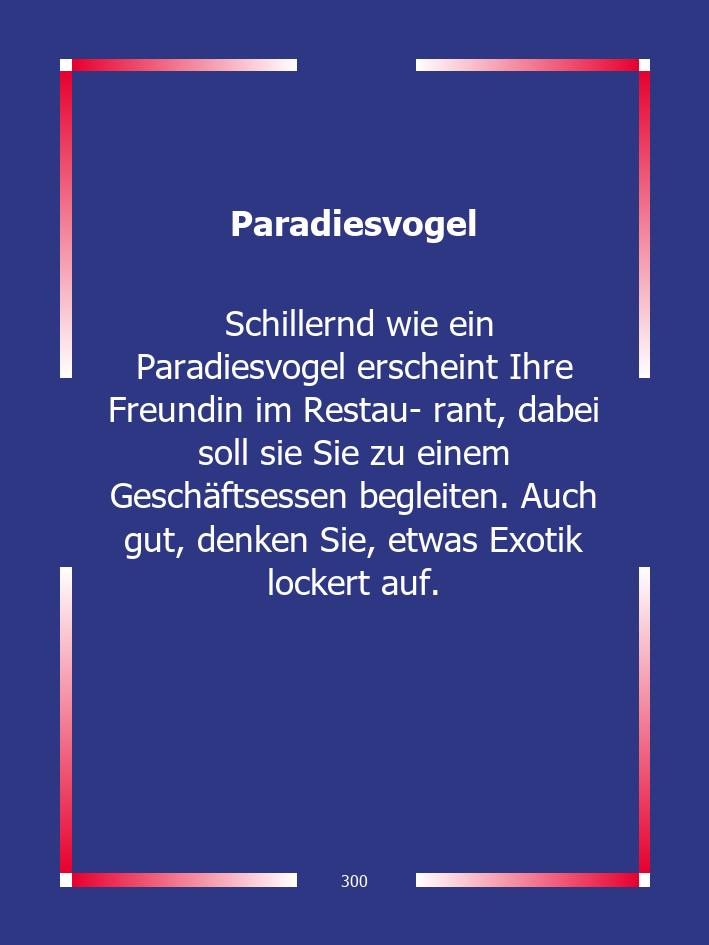 Paradiesvogel
Schillernd wie ein
Paradiesvogel erscheint Ihre
Freundin im Restau- rant, dabei
soll sie Sie zu einem
Geschäftsessen begleiten. Auch
gut, denken Sie, etwas Exotik
lockert auf.
300